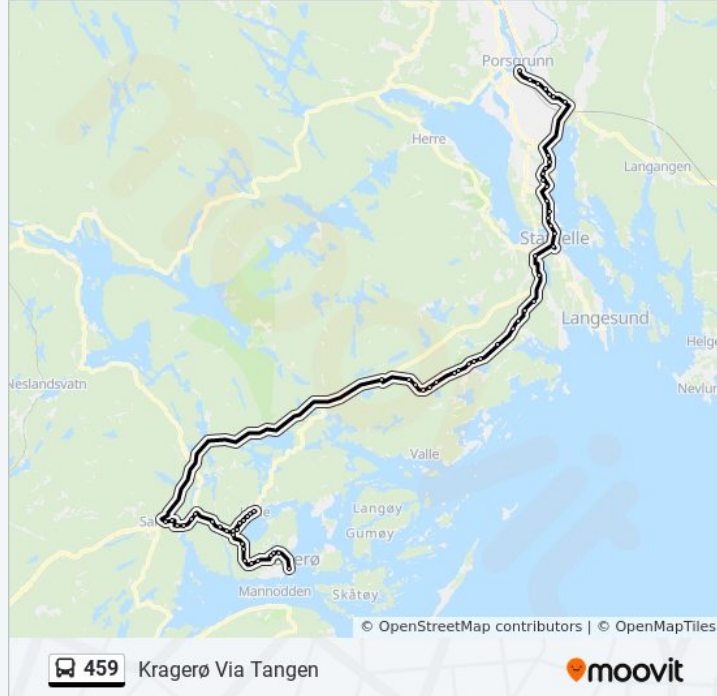 Porsgrunn
Herre
Langangen
Langesund
Helge
Neslandsvatn
Nevlun
Valle
Langøy
Gumøy
Mannodden
Skåtøy
© OpenStreetMap contributors | © OpenMapTiles
459
Kragerø Via Tangen
moovit